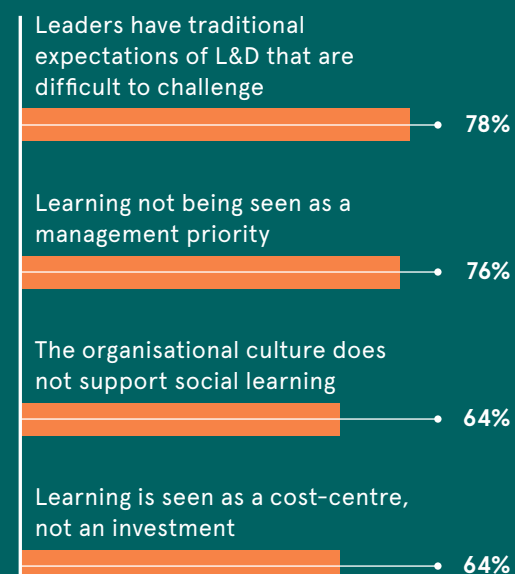 Leaders have traditional
expectations of L&D that are
difficult to challenge
78%
Learning not being seen as a
management priority
76%
The organisational culture does
not support social learning
64%
Learning is seen as a cost-centre,
not an investment
64%